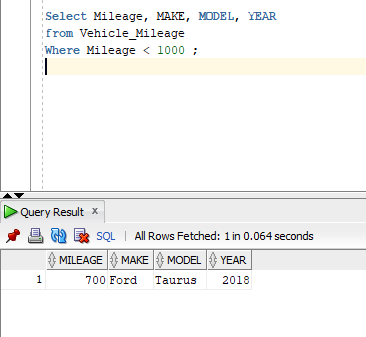 Select Mileage, MAKE, MODEL, YEAR
from Vehicle_Mileage
Where Mileage < 1000 ;
Query Result x
SQL | All Rows Fetched: 1 in 0.064 seconds
MILEAGE MAKE MODEL YEAR
1 700 Ford Taurus 2018